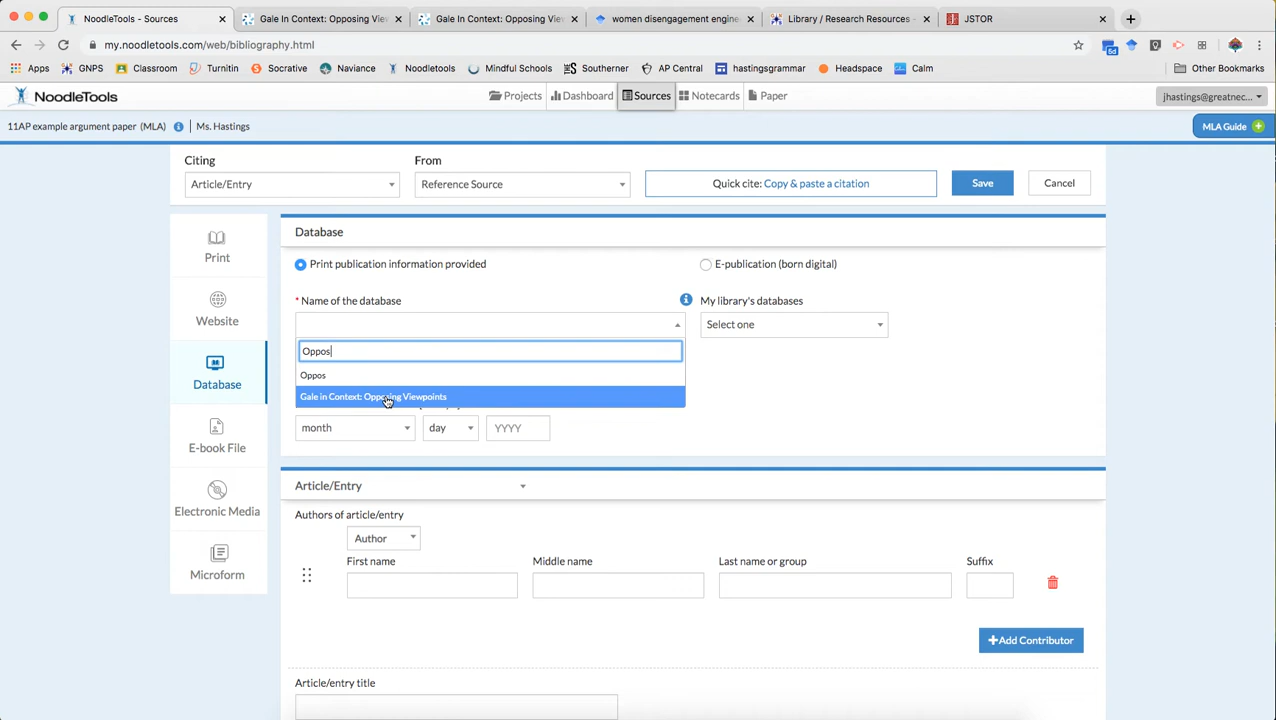 NoodleTools - Sources
Gale In Context: Opposing View
Gale In Context: Opposing View
women disengagement engine
Library / Research Resources -
JSTOR
my.noodletools.com/web/bibliography.html
6d
Apps
GNPS
Classroom
Turnitin
Socrative
Naviance
Noodletools
Mindful Schools
Southerner
AP Central
hastingsgrammar
Headspace
Calm
Other Bookmarks
NoodleTools
Projects
Dashboard
Sources
Notecards
Paper
jhastings@greatnec...
11AP example argument paper (MLA)
Ms. Hastings
MLA Guide
Citing
From
Article/Entry
Reference Source
Quick cite: Copy & paste a citation
Save
Cancel
Print
Website
Database
E-book File
Electronic Media
Microform
Database
Print publication information provided
E-publication (born digital)
* Name of the database
My library's databases
Select one
Oppos
Oppos
Gale in Context: Opposing Viewpoints
month
day
YYYY
Article/Entry
Authors of article/entry
Author
First name
Middle name
Last name or group
Suffix
+Add Contributor
Article/entry title